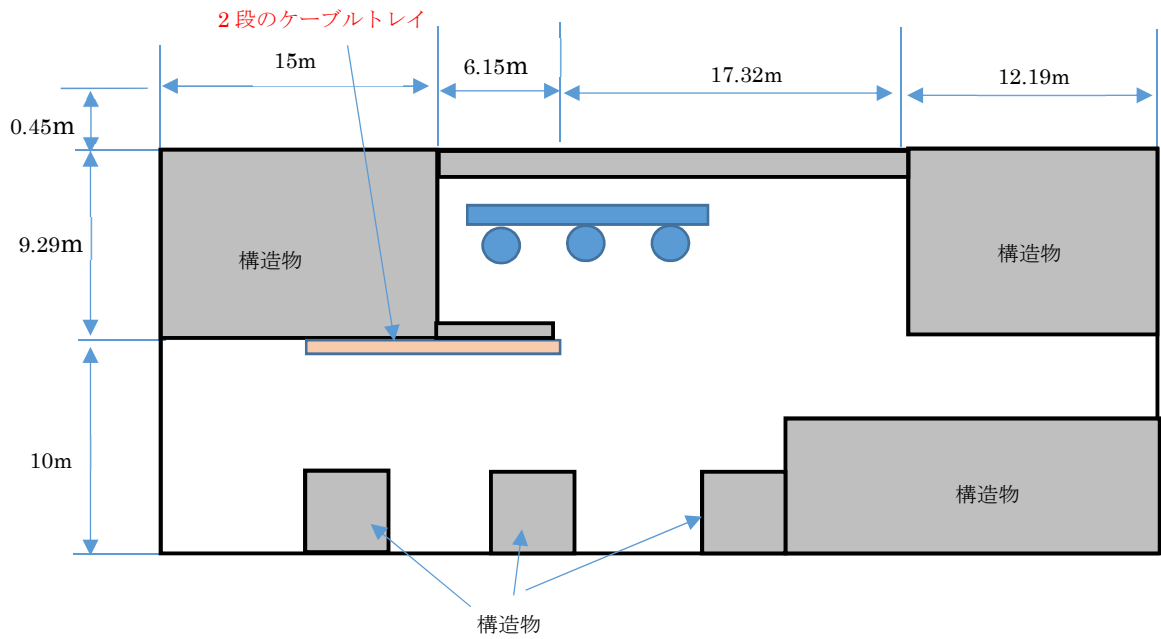 2段のケーブルトレイ
15m
6.15m
17.32m
12.19m
0.45m
9.29m
構造物
構造物
10m
構造物
構造物